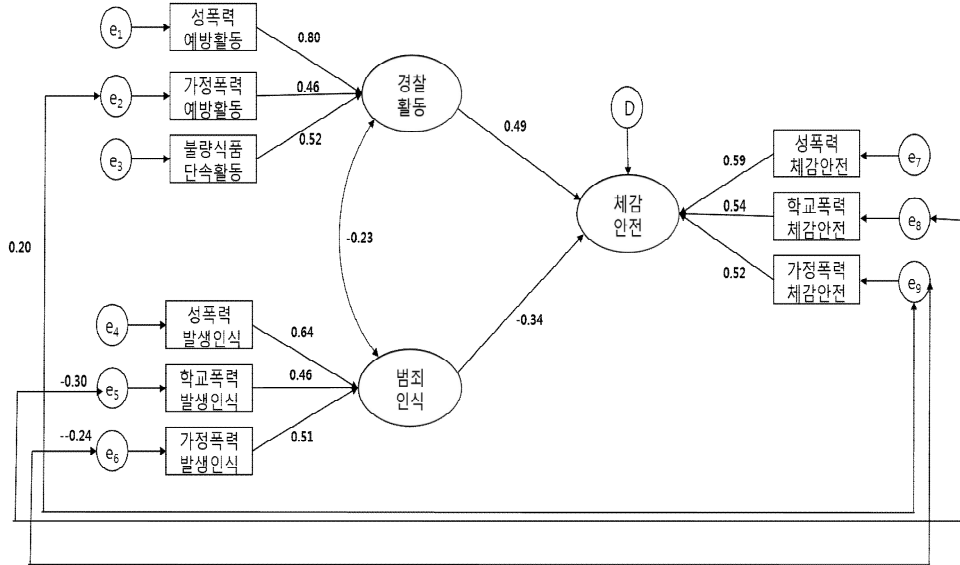 e1
성폭력
예방활동
0.80
e2
가정폭력
예방활동
0.46
e3
불량식품
단속활동
0.52
경찰
활동
0.49
D
체감
안전
0.59
성폭력
체감안전
e7
0.54
학교폭력
체감안전
e8
0.52
가정폭력
체감안전
e9
0.20
-0.23
-0.34
e4
성폭력
발생인식
0.64
-0.30
e5
학교폭력
발생인식
0.46
범죄
인식
--0.24
e6
가정폭력
발생인식
0.51